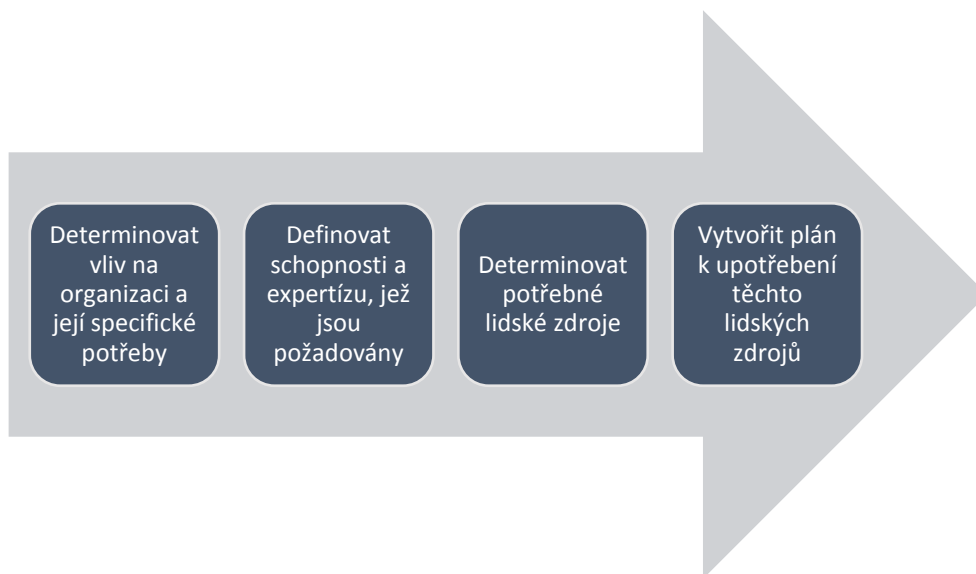 Determinovat
vliv na
organizaci a
její specifické
potřeby
Definovat
schopnosti a
expertízu, jež
jsou
požadovány
Determinovat
potřebné
lidské zdroje
Vytvořit plán
k upotřebení
těchto
lidských
zdrojů